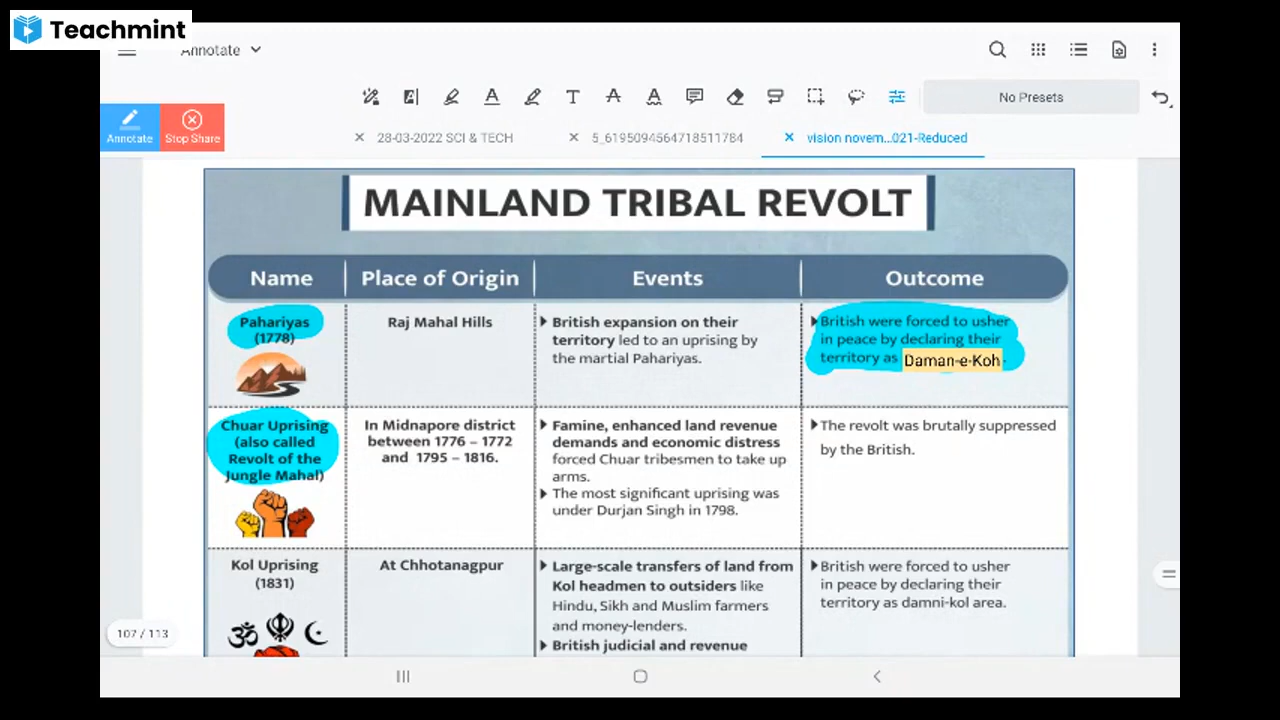 Teachmint
Annotate
No Presets
Annotate
Stop Share
28-03-2022 SCI & TECH
5_6195094564718511784
vision novem...021-Reduced
MAINLAND TRIBAL REVOLT
Name
Place of Origin
Events
Outcome
Pahariyas
(1778)
Raj Mahal Hills
British expansion on their
territory led to an uprising by
the martial Pahariyas.
British were forced to usher
in peace by declaring their
territory as Daman-e-Koh
Chuar Uprising
(also called
Revolt of the
Jungle Mahal)
In Midnapore district
between 1776 – 1772
and 1795 – 1816.
Famine, enhanced land revenue
demands and economic distress
forced Chuar tribesmen to take up
arms.
The most significant uprising was
under Durjan Singh in 1798.
The revolt was brutally suppressed
by the British.
Kol Uprising
(1831)
At Chhotanagpur
Large-scale transfers of land from
Kol headmen to outsiders like
Hindu, Sikh and Muslim farmers
and money-lenders.
British judicial and revenue
British were forced to usher
in peace by declaring their
territory as damni-kol area.
107 / 113